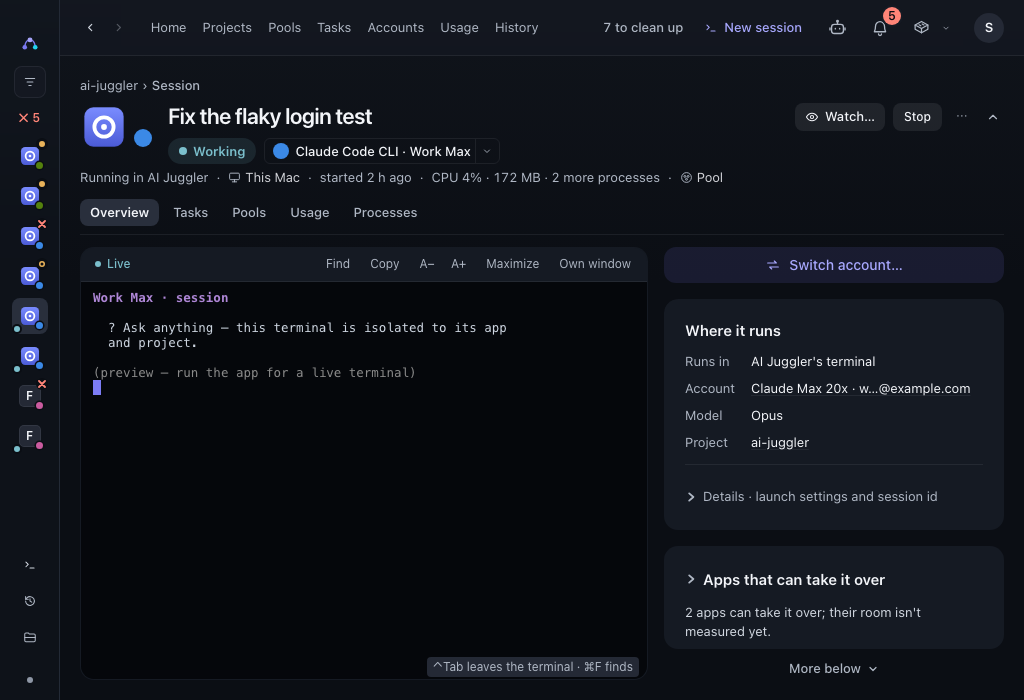 Home Projects Pools Tasks Accounts Usage History 7 to clean up New session 5 S
ai-juggler › Session
5
Fix the flaky login test
Watch... Stop ...
Working Claude Code CLI · Work Max
Running in AI Juggler · This Mac · started 2 h ago · CPU 4% · 172 MB · 2 more processes · Pool
Overview Tasks Pools Usage Processes
Live Find Copy A− A+ Maximize Own window
Work Max · session
? Ask anything — this terminal is isolated to its app
and project.
(preview — run the app for a live terminal)
^Tab leaves the terminal · ⌘F finds
Switch account...
Where it runs
Runs in AI Juggler's terminal
Account Claude Max 20x · w...@example.com
Model Opus
Project ai-juggler
Details · launch settings and session id
Apps that can take it over
2 apps can take it over; their room isn't
measured yet.
More below
F
F